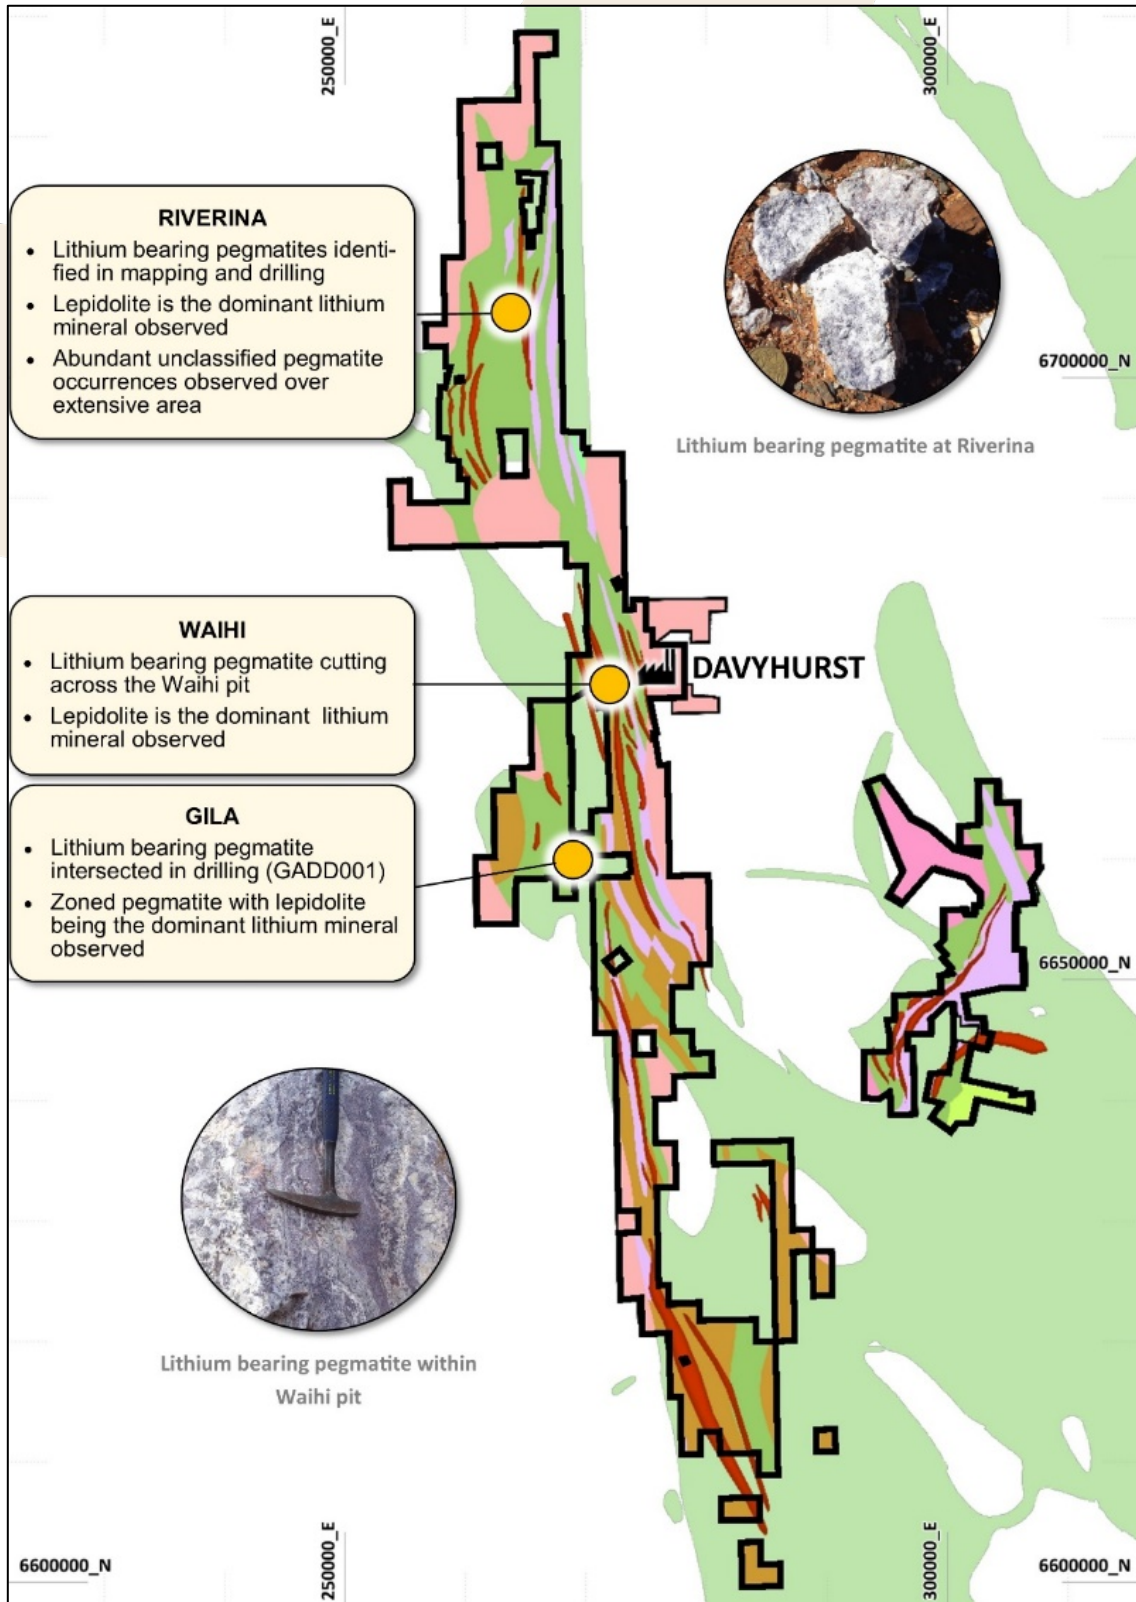 250000_E
300000_E
RIVERINA
• Lithium bearing pegmatites identi-
fied in mapping and drilling
• Lepidolite is the dominant lithium
mineral observed
• Abundant unclassified pegmatite
occurrences observed over
extensive area
6700000_N
Lithium bearing pegmatite at Riverina
WAIHI
• Lithium bearing pegmatite cutting
across the Waihi pit
• Lepidolite is the dominant lithium
mineral observed
DAVYHURST
GILA
• Lithium bearing pegmatite
intersected in drilling (GADD001)
• Zoned pegmatite with lepidolite
being the dominant lithium mineral
observed
6650000_N
Lithium bearing pegmatite within
Waihi pit
250000_E
300000_E
6600000_N
6600000_N